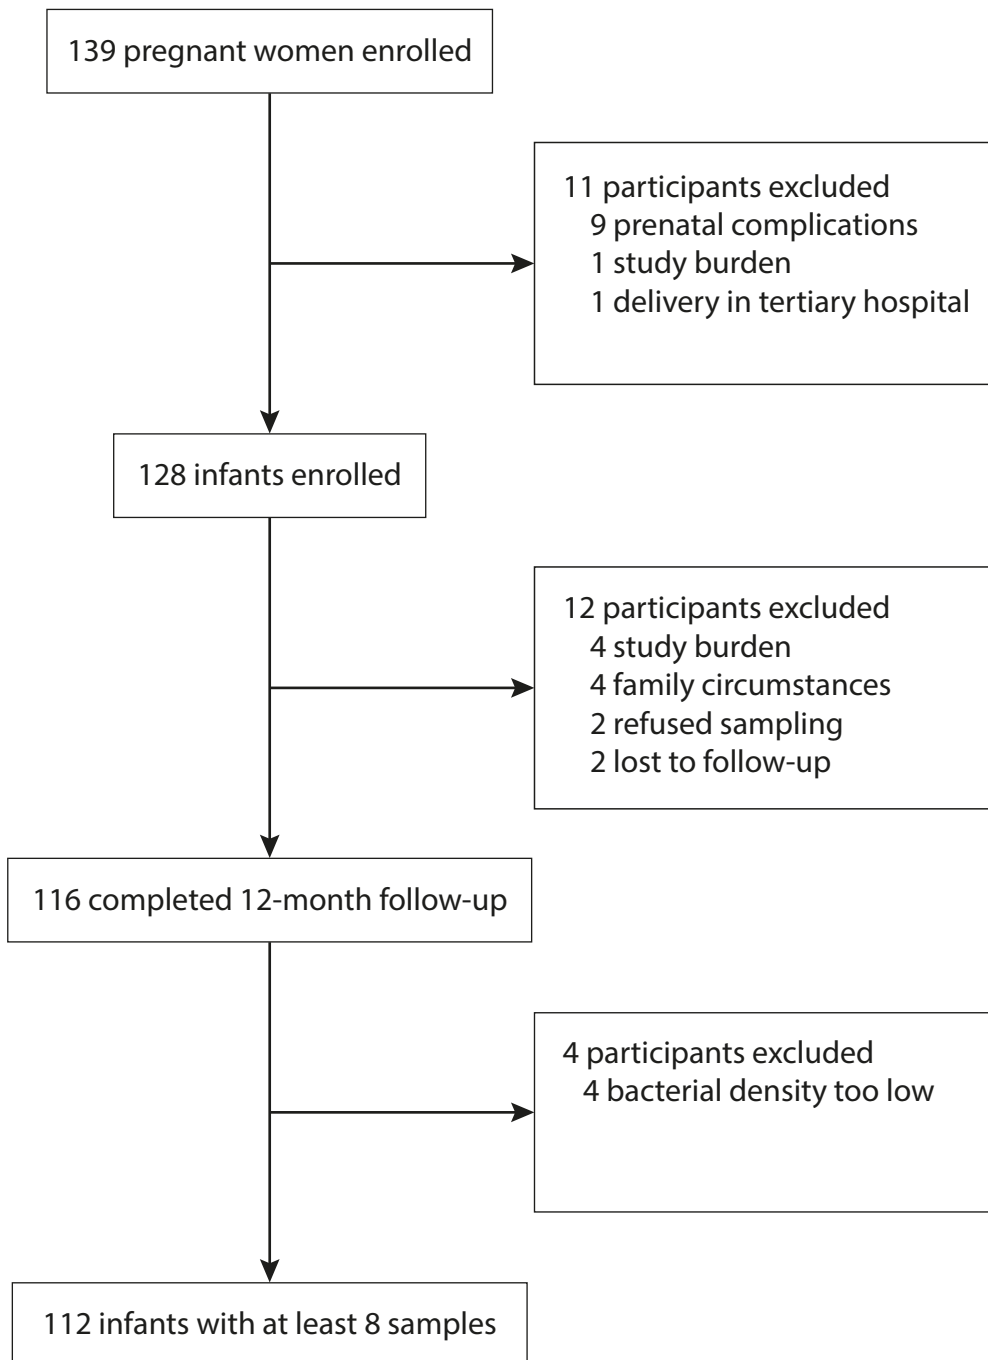 139 pregnant women enrolled
11 participants excluded
9 prenatal complications
1 study burden
1 delivery in tertiary hospital
128 infants enrolled
12 participants excluded
4 study burden
4 family circumstances
2 refused sampling
2 lost to follow-up
116 completed 12-month follow-up
4 participants excluded
4 bacterial density too low
112 infants with at least 8 samples